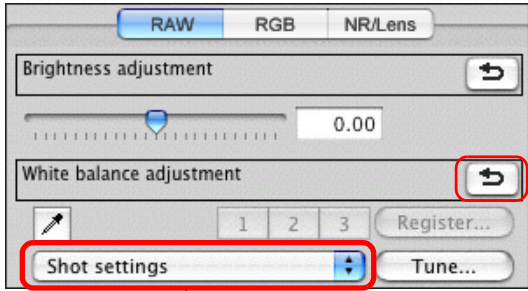 RAW RGB NR/Lens
Brightness adjustment
0.00
White balance adjustment
1 2 3 Register...
Shot settings Tune...